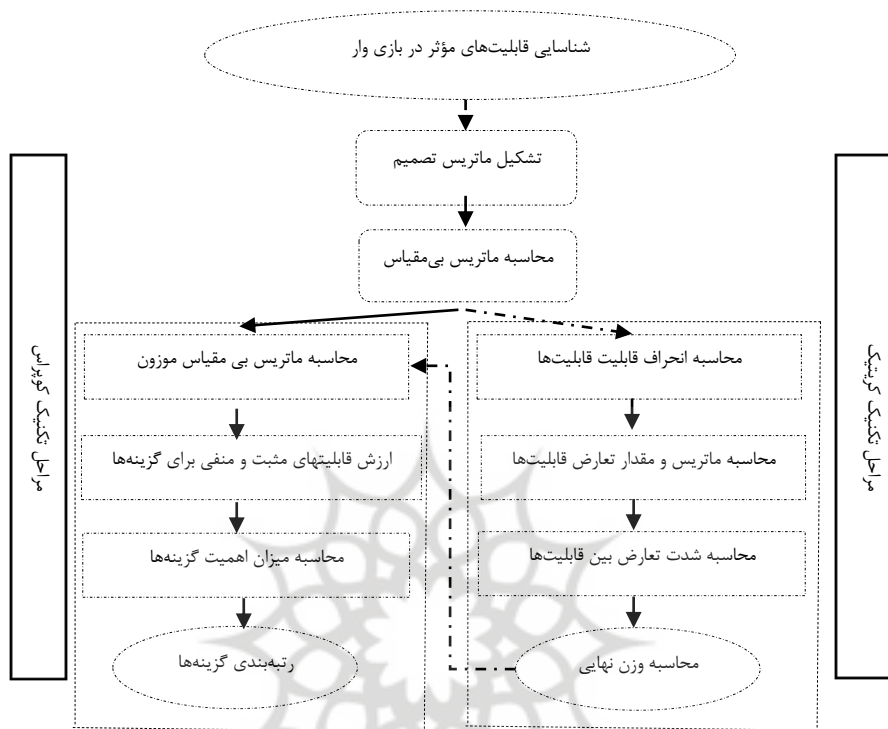 شناسایی قابلیت‌های مؤثر در بازی وار
تشکیل ماتریس تصمیم
محاسبه ماتریس بی‌مقیاس
مراحل تکنیک کریتیک
محاسبه انحراف قابلیت قابلیت‌ها
محاسبه ماتریس و مقدار تعارض قابلیت‌ها
محاسبه شدت تعارض بین قابلیت‌ها
محاسبه وزن نهایی
محاسبه ماتریس بی مقیاس موزون
ارزش قابلیتهای مثبت و منفی برای گزینه‌ها
محاسبه میزان اهمیت گزینه‌ها
رتبه‌بندی گزینه‌ها
مراحل تکنیک کوپراس